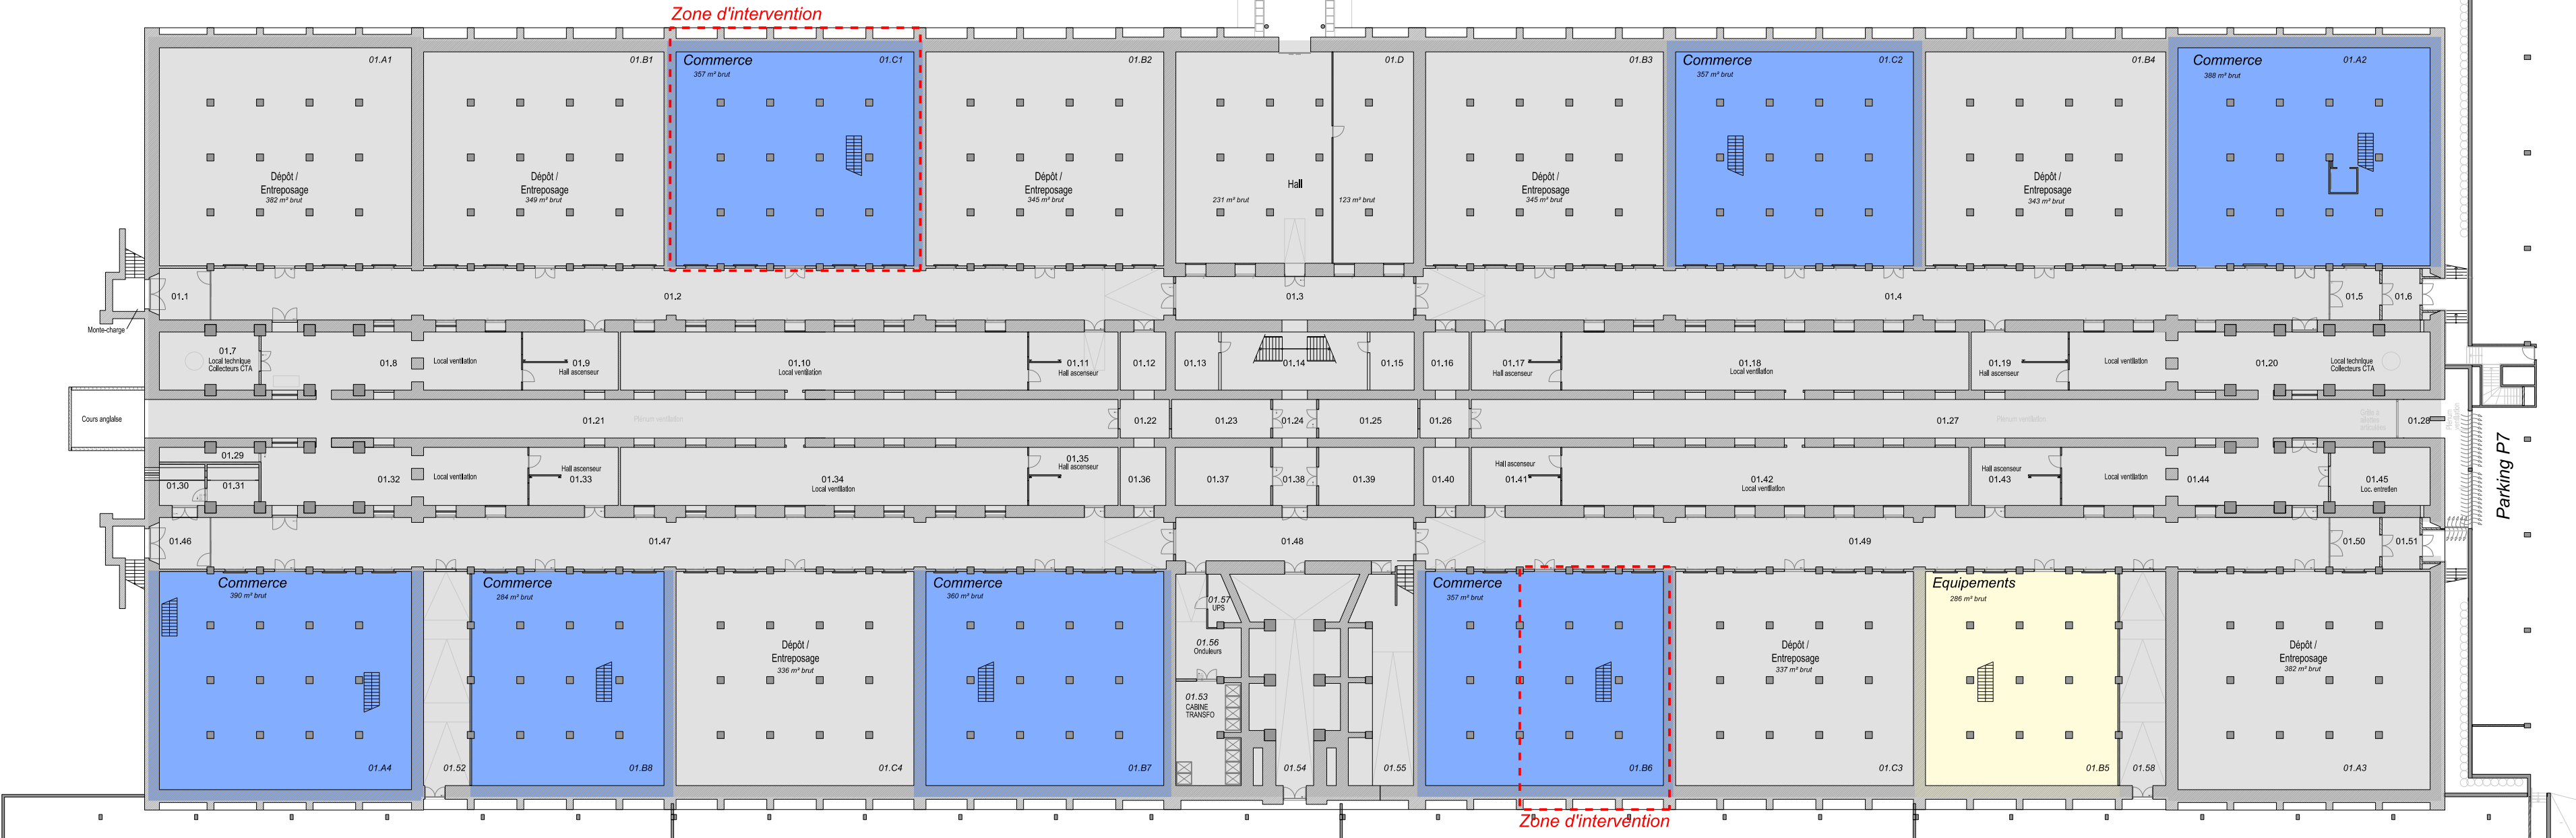 Zone d'intervention
01.A1
01.B1
Commerce
357 m² brut
01.C1
01.B2
01.D
01.B3
Commerce
357 m² brut
01.C2
01.B4
Commerce
388 m² brut
01.A2
Dépôt /
Entreposage
382 m² brut
Dépôt /
Entreposage
349 m² brut
Dépôt /
Entreposage
345 m² brut
Hall
231 m² brut
123 m² brut
Dépôt /
Entreposage
345 m² brut
Dépôt /
Entreposage
343 m² brut
01.1
01.2
01.3
01.4
01.5
01.6
Monte-charge
01.7
Local technique
Collecteurs CTA
01.8
Local ventilation
01.9
Hall ascenseur
01.10
Local ventilation
01.11
Hall ascenseur
01.12
01.13
01.14
01.15
01.16
01.17
Hall ascenseur
01.18
Local ventilation
01.19
Hall ascenseur
Local ventilation
01.20
Local technique
Collecteurs CTA
Cours anglaise
01.21
Plénum ventilation
01.22
01.23
01.24
01.25
01.26
01.27
Plénum ventilation
01.28
01.29
01.30
01.31
01.32
Local ventilation
Hall ascenseur
01.33
01.34
Local ventilation
01.35
Hall ascenseur
01.36
01.37
01.38
01.39
01.40
Hall ascenseur
01.41
01.42
Local ventilation
Hall ascenseur
01.43
Local ventilation
01.44
01.45
Loc. entretien
Parking P7
01.46
01.47
01.48
01.49
01.50
01.51
Commerce
390 m² brut
01.A4
01.52
Commerce
284 m² brut
01.B8
Dépôt /
Entreposage
336 m² brut
01.C4
Commerce
360 m² brut
01.B7
01.57
UPS
01.56
Onduleurs
01.53
CABINE
TRANSFO
01.54
01.55
Commerce
357 m² brut
01.B6
Dépôt /
Entreposage
337 m² brut
01.C3
Equipements
286 m² brut
01.B5
01.58
Dépôt /
Entreposage
382 m² brut
01.A3
Zone d'intervention